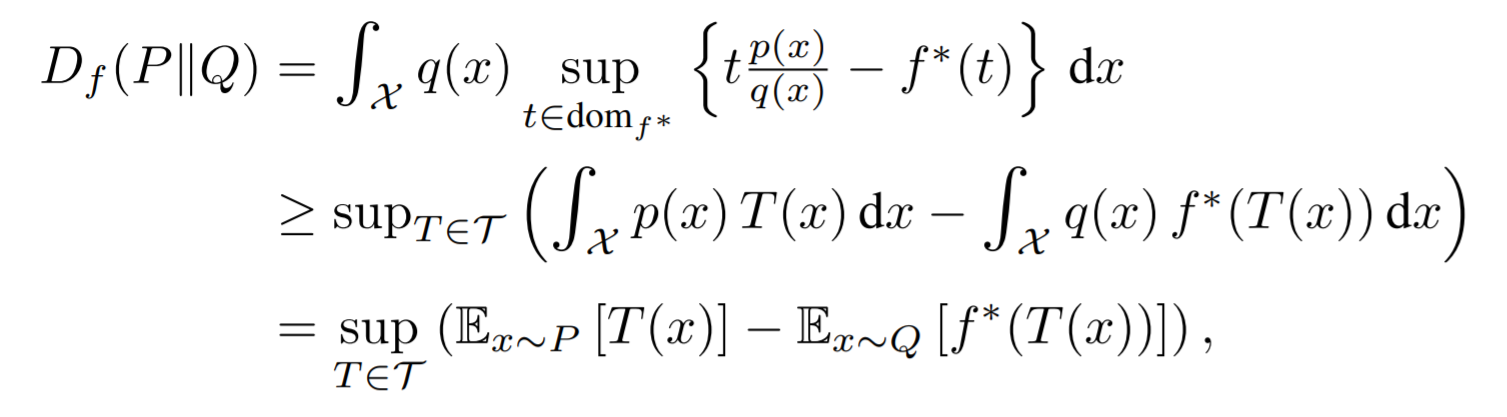 D_f(P‖Q) = ∫_𝒳 q(x) sup_{t∈dom_{f*}} { t p(x)/q(x) − f*(t) } dx
≥ sup_{T∈𝒯} ( ∫_𝒳 p(x) T(x) dx − ∫_𝒳 q(x) f*(T(x)) dx )
= sup_{T∈𝒯} (𝔼_{x∼P} [T(x)] − 𝔼_{x∼Q} [f*(T(x))]) ,